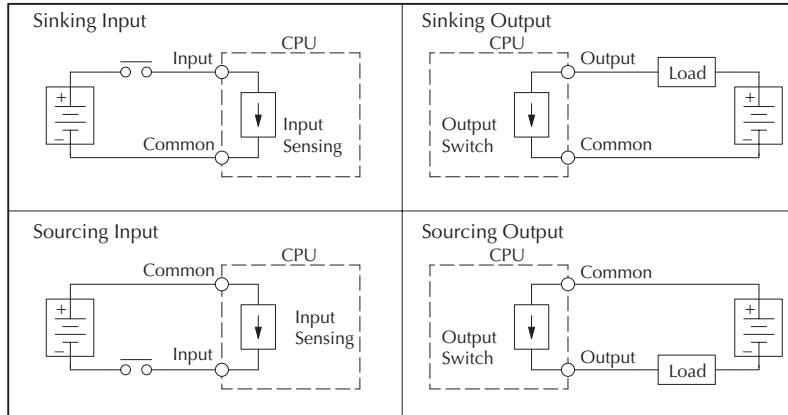 Sinking Input
CPU
Input
+
–
Input
Sensing
Common
Sinking Output
CPU
Output
Load
+
–
Output
Switch
Common
Sourcing Input
CPU
Common
+
–
Input
Sensing
Input
Sourcing Output
CPU
Common
+
–
Output
Switch
Output
Load